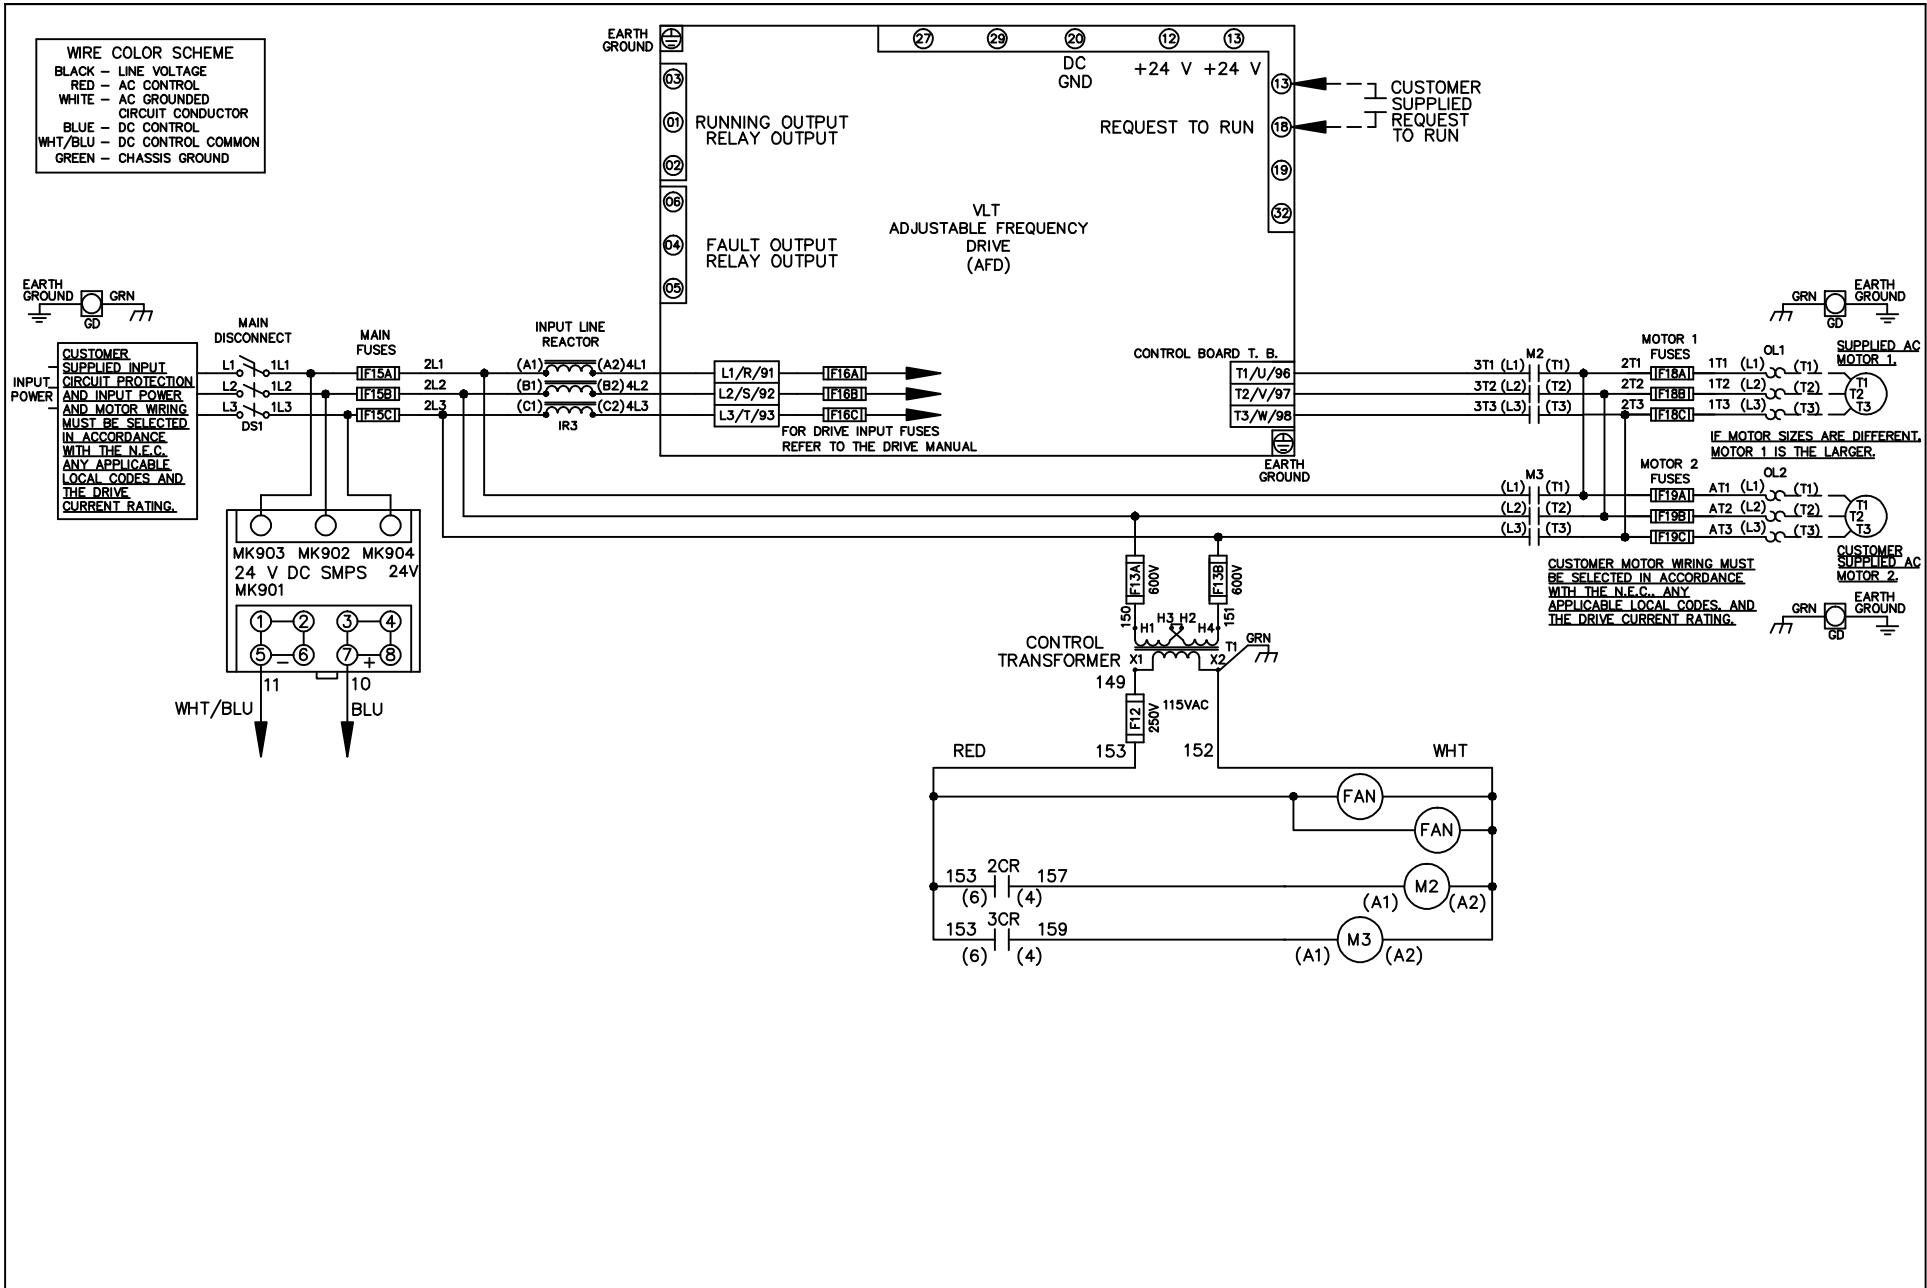 WIRE COLOR SCHEME
BLACK – LINE VOLTAGE
RED – AC CONTROL
WHITE – AC GROUNDED
CIRCUIT CONDUCTOR
BLUE – DC CONTROL
WHT/BLU – DC CONTROL COMMON
GREEN – CHASSIS GROUND
EARTH
GROUND
03
01
02
RUNNING OUTPUT
RELAY OUTPUT
06
04
05
FAULT OUTPUT
RELAY OUTPUT
27 29 20 12 13
DC
GND
+24 V +24 V
13
REQUEST TO RUN 18
19
32
CUSTOMER
SUPPLIED
REQUEST
TO RUN
VLT
ADJUSTABLE FREQUENCY
DRIVE
(AFD)
EARTH
GROUND
GRN
GD
INPUT
POWER
CUSTOMER
SUPPLIED INPUT
CIRCUIT PROTECTION
AND INPUT POWER
AND MOTOR WIRING
MUST BE SELECTED
IN ACCORDANCE
WITH THE N.E.C.
ANY APPLICABLE
LOCAL CODES AND
THE DRIVE
CURRENT RATING.
MAIN
DISCONNECT
L1 1L1
L2 1L2
L3 1L3
DS1
MAIN
FUSES
F15A
F15B
F15C
2L1
2L2
2L3
INPUT LINE
REACTOR
(A1) (A2) 4L1
(B1) (B2) 4L2
(C1) (C2) 4L3
IR3
L1/R/91 F16A
L2/S/92 F16B
L3/T/93 F16C
FOR DRIVE INPUT FUSES
REFER TO THE DRIVE MANUAL
CONTROL BOARD T. B.
T1/U/96
T2/V/97
T3/W/98
EARTH
GROUND
M2
3T1 (L1) (T1)
3T2 (L2) (T2)
3T3 (L3) (T3)
MOTOR 1
FUSES
2T1 F18A 1T1 (L1)
2T2 F18B 1T2 (L2)
2T3 F18C 1T3 (L3)
OL1
(T1)
(T2)
(T3)
T1
T2
T3
GRN
GD
EARTH
GROUND
SUPPLIED AC
MOTOR 1.
IF MOTOR SIZES ARE DIFFERENT,
MOTOR 1 IS THE LARGER.
M3
(L1) (T1)
(L2) (T2)
(L3) (T3)
MOTOR 2
FUSES
F19A AT1 (L1)
F19B AT2 (L2)
F19C AT3 (L3)
OL2
(T1)
(T2)
(T3)
T1
T2
T3
CUSTOMER
SUPPLIED AC
MOTOR 2.
CUSTOMER MOTOR WIRING MUST
BE SELECTED IN ACCORDANCE
WITH THE N.E.C., ANY
APPLICABLE LOCAL CODES, AND
THE DRIVE CURRENT RATING.
GRN
GD
EARTH
GROUND
MK903 MK902 MK904
24 V DC SMPS 24V
MK901
1 2 3 4
5 – 6 7 + 8
11 10
WHT/BLU BLU
F13A 600V
F13B 600V
150 151
H1 H3 H2 H4
CONTROL
TRANSFORMER
X1 X2 T1 GRN
149
F12 250V 115VAC
RED 153 152 WHT
FAN
FAN
2CR
153 157
(6) (4)
M2
(A1) (A2)
3CR
153 159
(6) (4)
M3
(A1) (A2)